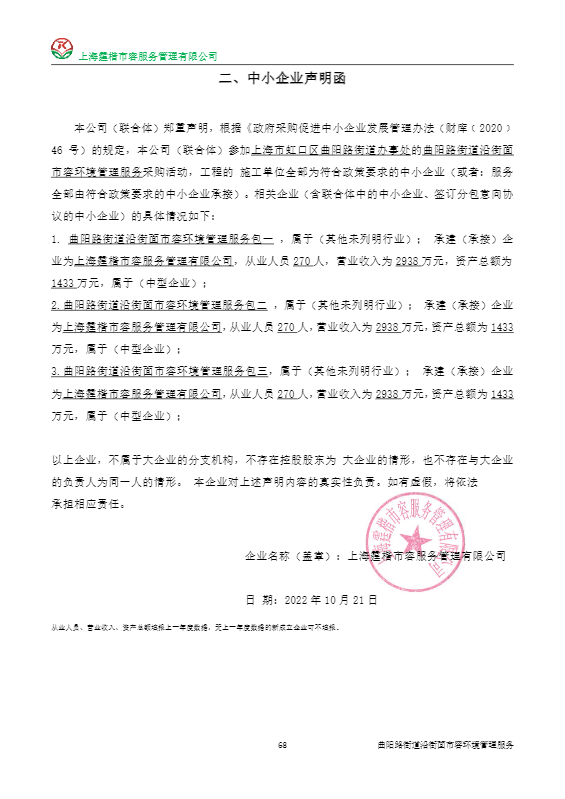 上海霆楷市容服务管理有限公司
二、中小企业声明函
本公司（联合体）郑重声明，根据《政府采购促进中小企业发展管理办法（财库﹝2020﹞
46 号）的规定，本公司（联合体）参加上海市虹口区曲阳路街道办事处的曲阳路街道沿街面
市容环境管理服务采购活动，工程的 施工单位全部为符合政策要求的中小企业（或者：服务
全部由符合政策要求的中小企业承接）。相关企业（含联合体中的中小企业、签订分包意向协
议的中小企业）的具体情况如下：
1. 曲阳路街道沿街面市容环境管理服务包一 ，属于（其他未列明行业）； 承建（承接）企
业为上海霆楷市容服务管理有限公司，从业人员 270 人，营业收入为 2938 万元，资产总额为
1433 万元，属于（中型企业）；
2.曲阳路街道沿街面市容环境管理服务包二 ，属于（其他未列明行业）； 承建（承接）企业
为上海霆楷市容服务管理有限公司，从业人员 270 人，营业收入为 2938 万元，资产总额为 1433
万元，属于（中型企业）；
3.曲阳路街道沿街面市容环境管理服务包三，属于（其他未列明行业）； 承建（承接）企业
为上海霆楷市容服务管理有限公司，从业人员 270 人，营业收入为 2938 万元，资产总额为 1433
万元，属于（中型企业）；
以上企业，不属于大企业的分支机构，不存在控股股东为 大企业的情形，也不存在与大企业
的负责人为同一人的情形。 本企业对上述声明内容的真实性负责。如有虚假，将依法
承担相应责任。
上海霆楷市容服务管理有限公司
企业名称（盖章）：上海霆楷市容服务管理有限公司
日 期：2022 年 10 月 21 日
从业人员、营业收入、资产总额填报上一年度数据，无上一年度数据的新成立企业可不填报。
68
曲阳路街道沿街面市容环境管理服务